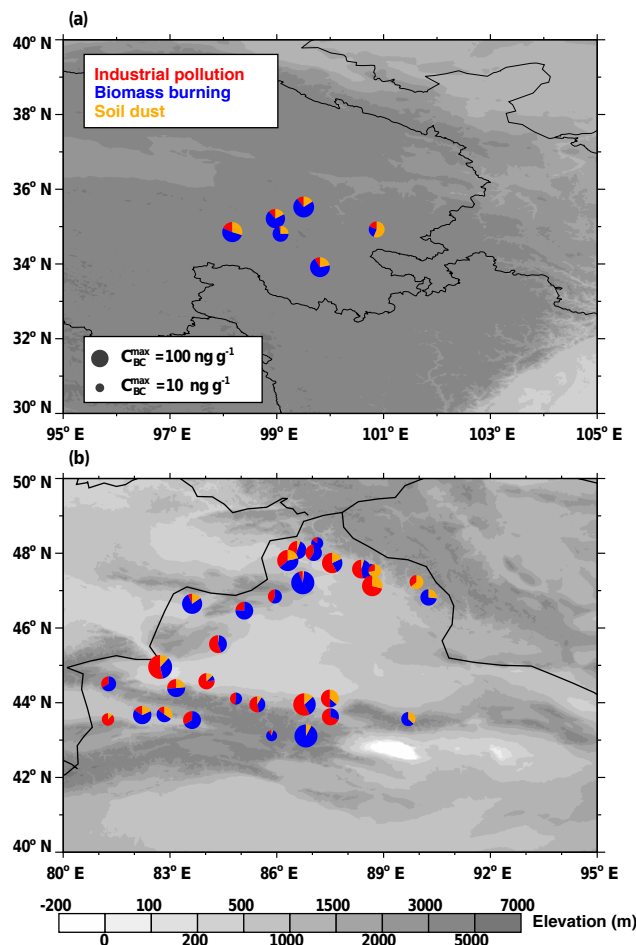 (a)
40° N
38° N
36° N
34° N
32° N
30° N
Industrial pollution
Biomass burning
Soil dust
C_BC^max = 100 ng g⁻¹
C_BC^max = 10 ng g⁻¹
95° E 97° E 99° E 101° E 103° E 105° E
(b)
50° N
48° N
46° N
44° N
42° N
40° N
80° E 83° E 86° E 89° E 92° E 95° E
-200 100 500 1500 3000 7000
Elevation (m)
0 200 1000 2000 5000